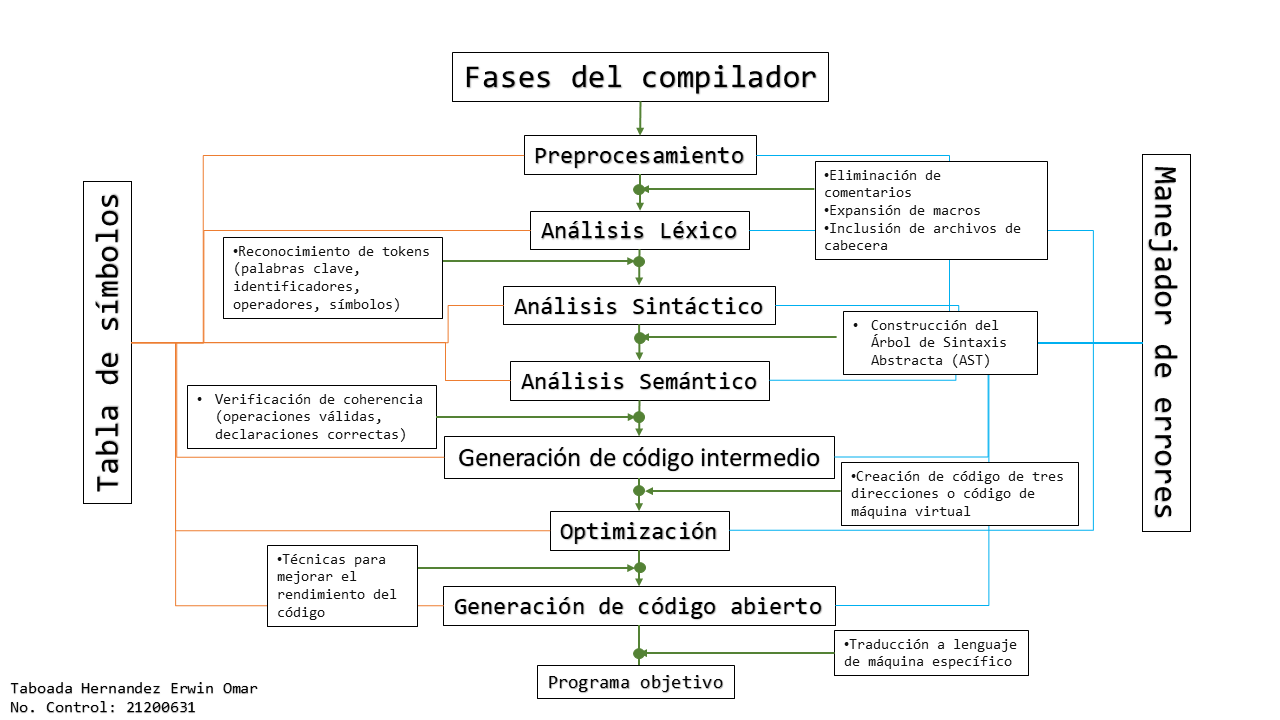 Fases del compilador
Preprocesamiento
•Eliminación de
comentarios
•Expansión de macros
•Inclusión de archivos de
cabecera
Análisis Léxico
•Reconocimiento de tokens
(palabras clave,
identificadores,
operadores, símbolos)
Análisis Sintáctico
• Construcción del
Árbol de Sintaxis
Abstracta (AST)
Análisis Semántico
• Verificación de coherencia
(operaciones válidas,
declaraciones correctas)
Generación de código intermedio
•Creación de código de tres
direcciones o código de
máquina virtual
Optimización
•Técnicas para
mejorar el
rendimiento del
código
Generación de código abierto
•Traducción a lenguaje
de máquina específico
Programa objetivo
Tabla de símbolos
Manejador de errores
Taboada Hernandez Erwin Omar
No. Control: 21200631